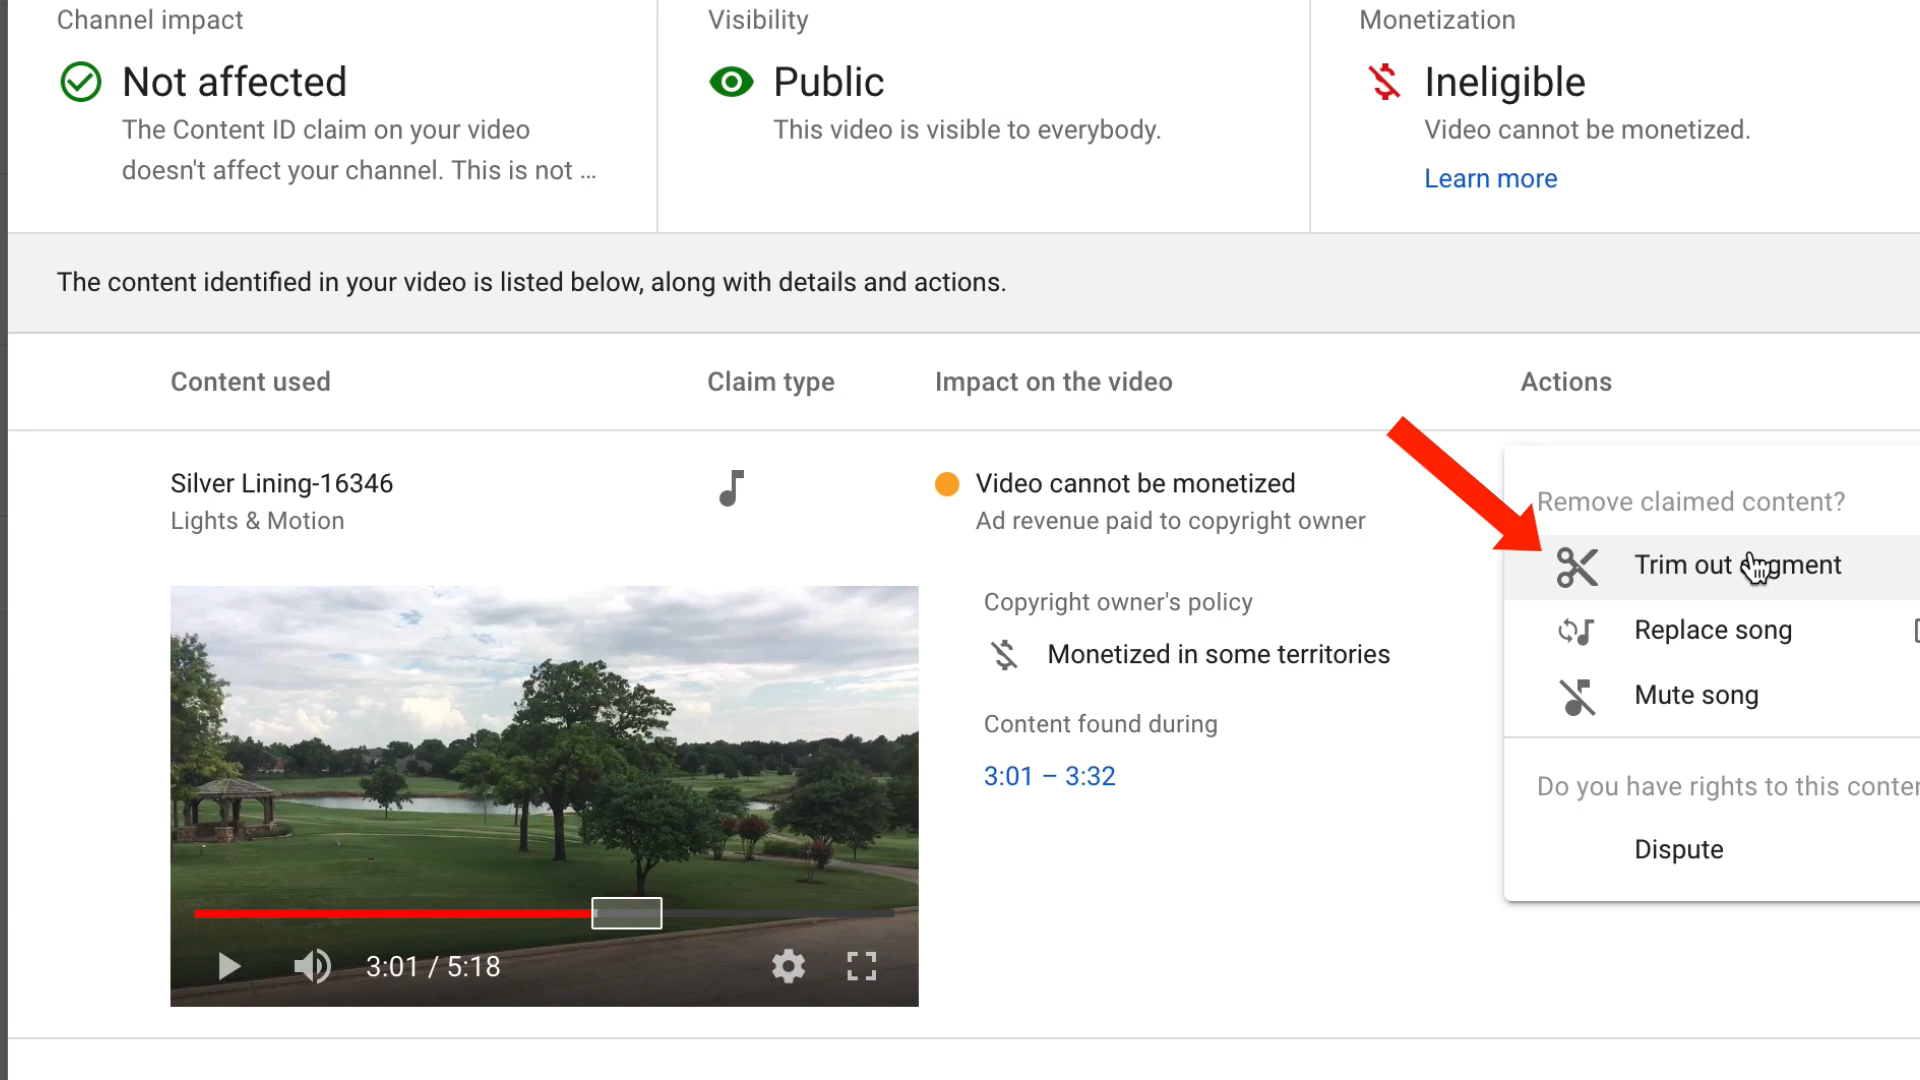 Channel impact
Visibility
Monetization
Not affected
Public
Ineligible
The Content ID claim on your video
doesn't affect your channel. This is not ...
This video is visible to everybody.
Video cannot be monetized.
Learn more
The content identified in your video is listed below, along with details and actions.
Content used
Claim type
Impact on the video
Actions
Silver Lining-16346
Lights & Motion
Video cannot be monetized
Ad revenue paid to copyright owner
Copyright owner's policy
Monetized in some territories
Content found during
3:01 – 3:32
Remove claimed content?
Trim out segment
Replace song
Mute song
Do you have rights to this conten
Dispute
3:01 / 5:18